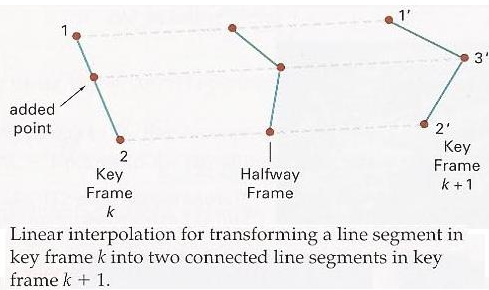 1
1'
3'
added
point
2
2'
Key
Frame
k
Halfway
Frame
Key
Frame
k + 1
Linear interpolation for transforming a line segment in
key frame k into two connected line segments in key
frame k + 1.